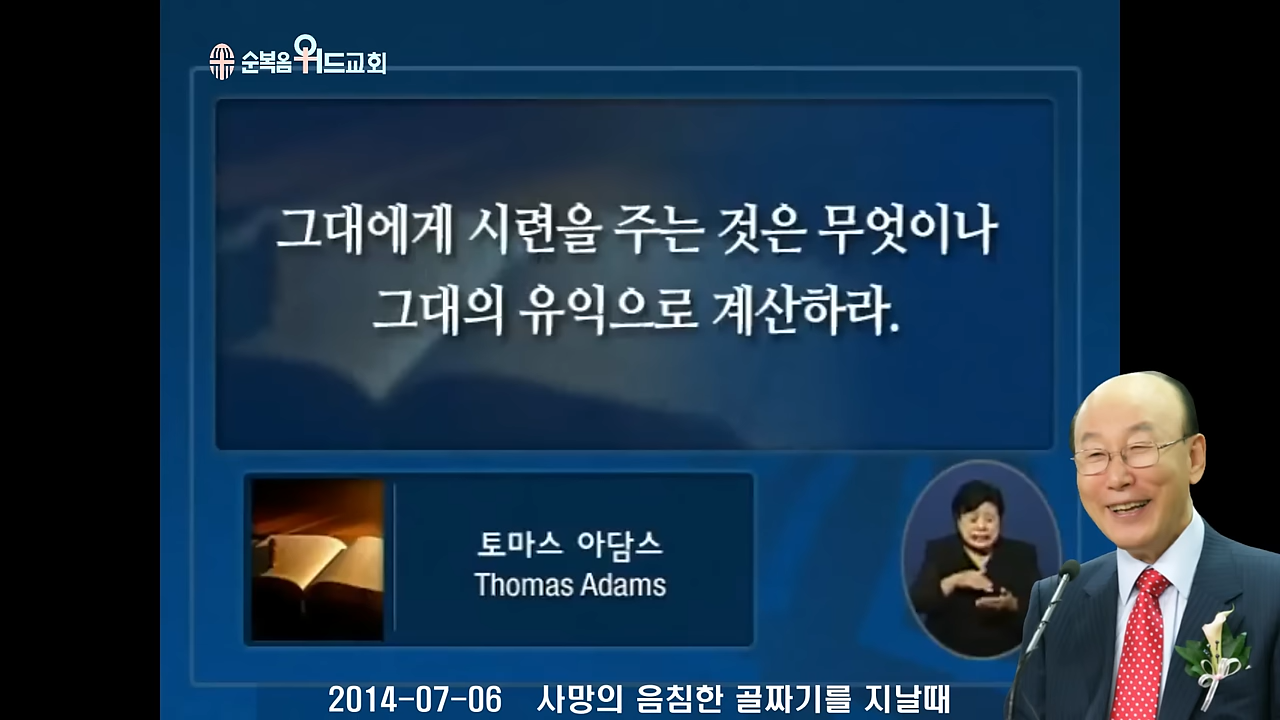 순복음워드교회
그대에게 시련을 주는 것은 무엇이나
그대의 유익으로 계산하라.
토마스 아담스
Thomas Adams
2014-07-06 사망의 음침한 골짜기를 지날때